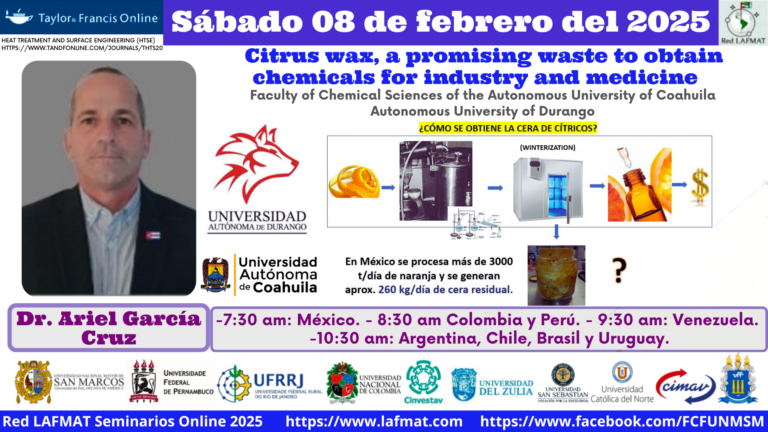 Taylor & Francis Online
HEAT TREATMENT AND SURFACE ENGINEERING (HTSE)
HTTPS://WWW.TANDFONLINE.COM/JOURNALS/THTS20
Sábado 08 de febrero del 2025
Red LAFMAT
Citrus wax, a promising waste to obtain
chemicals for industry and medicine
Faculty of Chemical Sciences of the Autonomous University of Coahuila
Autonomous University of Durango
¿CÓMO SE OBTIENE LA CERA DE CÍTRICOS?
(WINTERIZATION)
$
UNIVERSIDAD
AUTÓNOMA DE DURANGO
Universidad
Autónoma
de Coahuila
En México se procesa más de 3000
t/día de naranja y se generan
aprox. 260 kg/día de cera residual.
?
Dr. Ariel García
Cruz
-7:30 am: México. - 8:30 am Colombia y Perú. - 9:30 am: Venezuela.
-10:30 am: Argentina, Chile, Brasil y Uruguay.
UNIVERSIDAD NACIONAL MAYOR DE
SAN MARCOS
UNIVERSIDADE
FEDERAL
DE PERNAMBUCO
UFRRJ
UNIVERSIDADE FEDERAL RURAL
DO RIO DE JANEIRO
UNIVERSIDAD
NACIONAL
DE COLOMBIA
Cinvestav
UNIVERSIDAD
DEL ZULIA
UNIVERSIDAD
SAN SEBASTIAN
Universidad
Católica del Norte
cimav
Red LAFMAT Seminarios Online 2025 https://www.lafmat.com https://www.facebook.com/FCFUNMSM